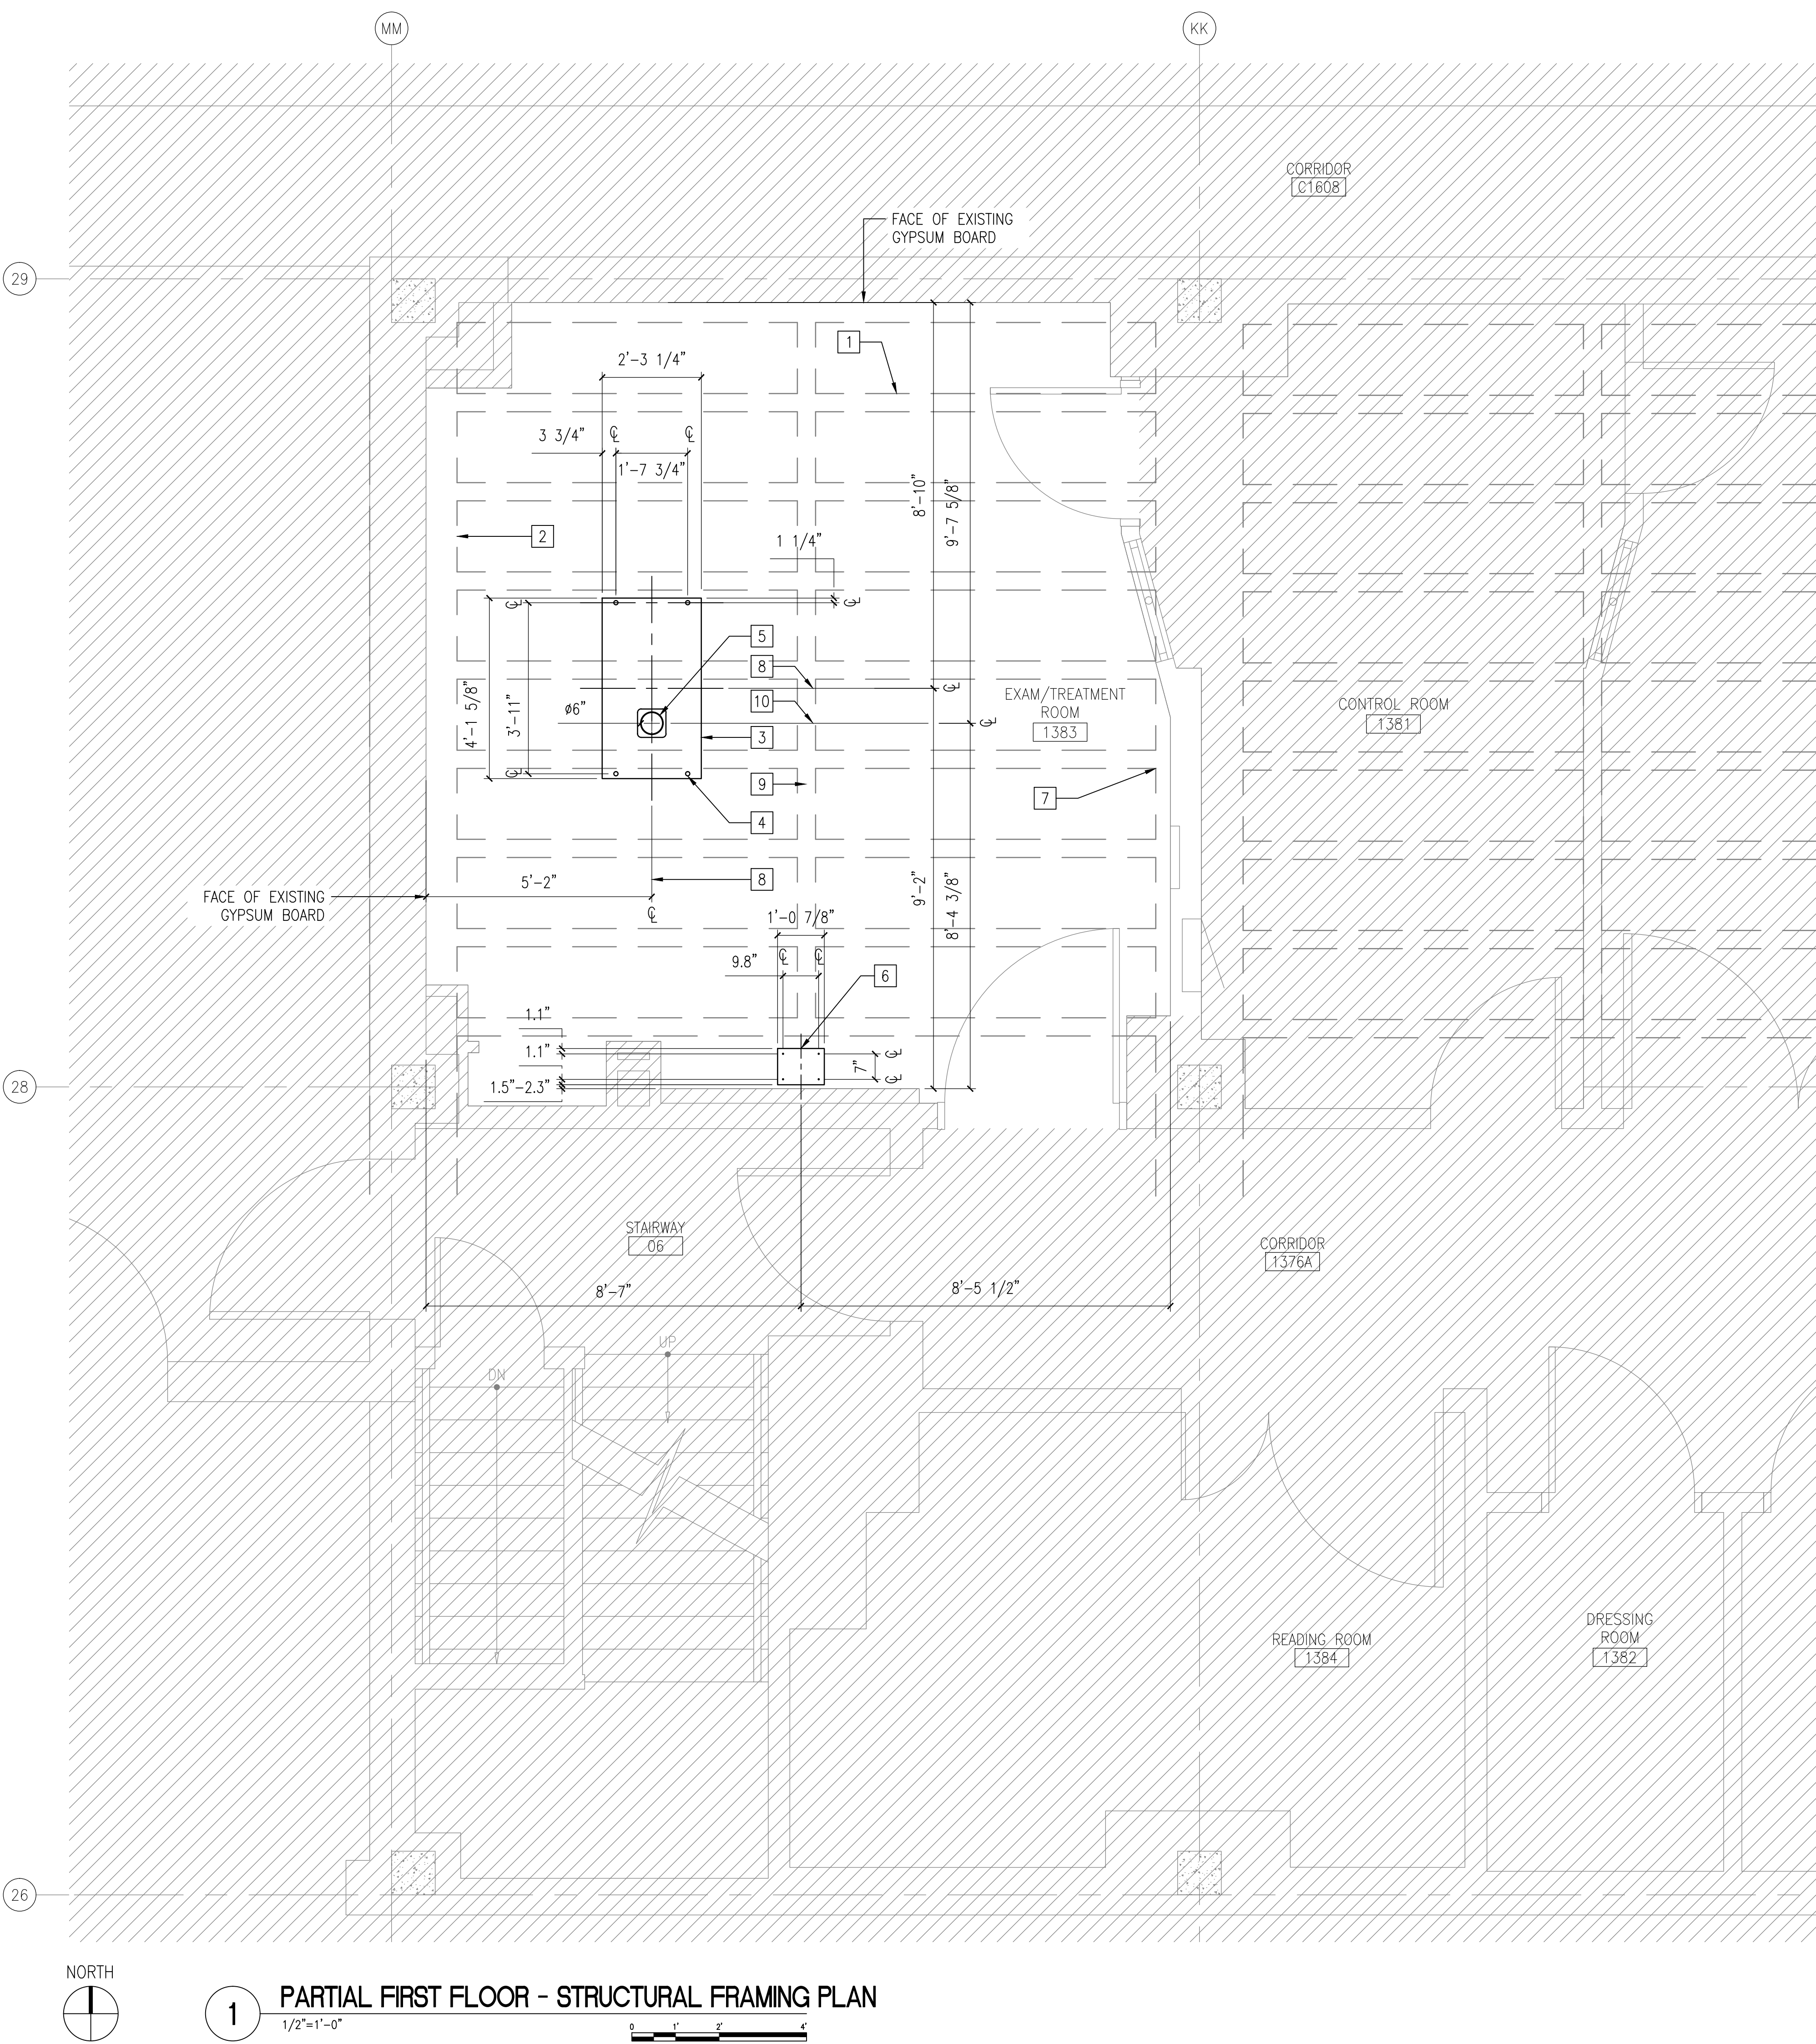 MM
KK
CORRIDOR
C1608
FACE OF EXISTING
GYPSUM BOARD
29
1
2'-3 1/4"
3 3/4"
℄
℄
1'-7 3/4"
8'-10"
9'-7 5/8"
2
1 1/4"
℄
℄
5
8
℄
10
℄
4'-1 5/8"
3'-11"
ø6"
EXAM/TREATMENT
ROOM
1383
CONTROL ROOM
1381
3
℄
9
7
4
8
5'-2"
℄
FACE OF EXISTING
GYPSUM BOARD
9'-2"
8'-4 3/8"
1'-0 7/8"
℄
℄
9.8"
6
1.1"
1.1"
1.5"-2.3"
℄
7"
℄
28
STAIRWAY
06
CORRIDOR
1376A
8'-7"
8'-5 1/2"
UP
DN
READING ROOM
1384
DRESSING
ROOM
1382
26
NORTH
1
PARTIAL FIRST FLOOR - STRUCTURAL FRAMING PLAN
1/2"=1'-0"
0 1' 2' 4'